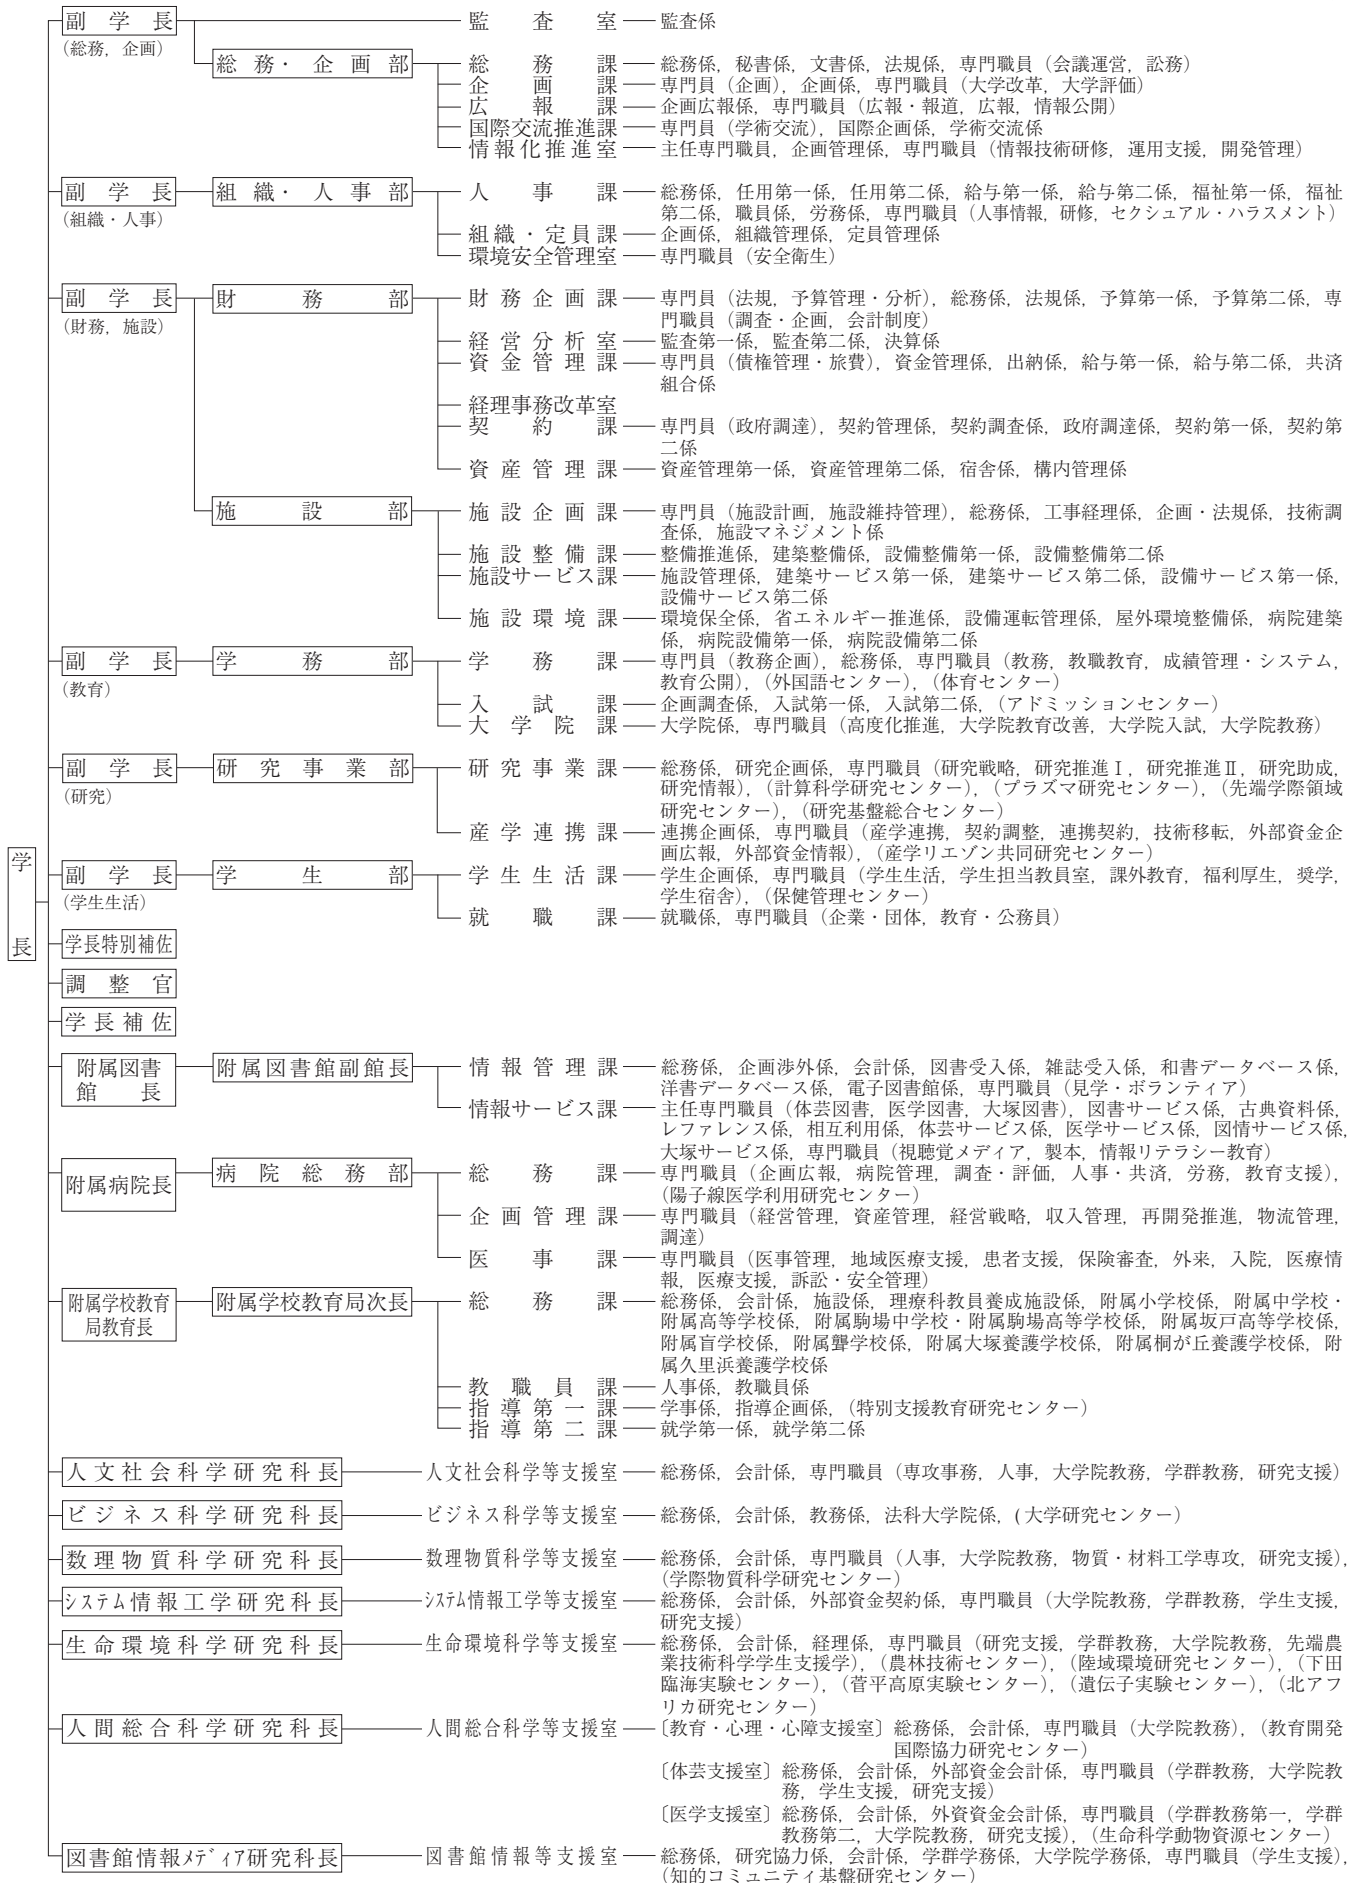 副学長 監査室 監査係
(総務，企画)
総務・企画部 総務課 総務係，秘書係，文書係，法規係，専門職員（会議運営，訟務）
企画課 専門員（企画），企画係，専門職員（大学改革，大学評価）
広報課 企画広報係，専門職員（広報・報道，広報，情報公開）
国際交流推進課 専門員（学術交流），国際企画係，学術交流係
情報化推進室 主任専門職員，企画管理係，専門職員（情報技術研修，運用支援，開発管理）
副学長 組織・人事部 人事課 総務係，任用第一係，任用第二係，給与第一係，給与第二係，福祉第一係，福祉
(組織・人事) 第二係，職員係，労務係，専門職員（人事情報，研修，セクシュアル・ハラスメント）
組織・定員課 企画係，組織管理係，定員管理係
環境安全管理室 専門職員（安全衛生）
副学長 財務部 財務企画課 専門員（法規，予算管理・分析），総務係，法規係，予算第一係，予算第二係，専
(財務，施設) 門職員（調査・企画，会計制度）
経営分析室 監査第一係，監査第二係，決算係
資金管理課 専門員（債権管理・旅費），資金管理係，出納係，給与第一係，給与第二係，共済
組合係
経理事務改革室
契約課 専門員（政府調達），契約管理係，契約調査係，政府調達係，契約第一係，契約第
二係
資産管理課 資産管理第一係，資産管理第二係，宿舎係，構内管理係
施設部 施設企画課 専門員（施設計画，施設維持管理），総務係，工事経理係，企画・法規係，技術調
査係，施設マネジメント係
施設整備課 整備推進係，建築整備係，設備整備第一係，設備整備第二係
施設サービス課 施設管理係，建築サービス第一係，建築サービス第二係，設備サービス第一係，
設備サービス第二係
施設環境課 環境保全係，省エネルギー推進係，設備運転管理係，屋外環境整備係，病院建築
係，病院設備第一係，病院設備第二係
副学長 学務部 学務課 専門員（教務企画），総務係，専門職員（教務，教職教育，成績管理・システム，
(教育) 教育公開），（外国語センター），（体育センター）
入試課 企画調査係，入試第一係，入試第二係，（アドミッションセンター）
大学院課 大学院係，専門職員（高度化推進，大学院教育改善，大学院入試，大学院教務）
副学長 研究事業部 研究事業課 総務係，研究企画係，専門職員（研究戦略，研究推進Ⅰ，研究推進Ⅱ，研究助成，
(研究) 研究情報），（計算科学研究センター），（プラズマ研究センター），（先端学際領域
研究センター），（研究基盤総合センター）
産学連携課 連携企画係，専門職員（産学連携，契約調整，連携契約，技術移転，外部資金企
画広報，外部資金情報），（産学リエゾン共同研究センター）
学長
副学長 学生部 学生生活課 学生企画係，専門職員（学生生活，学生担当教員室，課外教育，福利厚生，奨学，
(学生生活) 学生宿舎），（保健管理センター）
就職課 就職係，専門職員（企業・団体，教育・公務員）
学長特別補佐
調整官
学長補佐
附属図書館長 附属図書館副館長 情報管理課 総務係，企画渉外係，会計係，図書受入係，雑誌受入係，和書データベース係，
洋書データベース係，電子図書館係，専門職員（見学・ボランティア）
情報サービス課 主任専門職員（体芸図書，医学図書，大塚図書），図書サービス係，古典資料係，
レファレンス係，相互利用係，体芸サービス係，医学サービス係，図情サービス係，
大塚サービス係，専門職員（視聴覚メディア，製本，情報リテラシー教育）
附属病院長 病院総務部 総務課 専門職員（企画広報，病院管理，調査・評価，人事・共済，労務，教育支援），
（陽子線医学利用研究センター）
企画管理課 専門職員（経営管理，資産管理，経営戦略，収入管理，再開発推進，物流管理，
調達）
医事課 専門職員（医事管理，地域医療支援，患者支援，保険審査，外来，入院，医療情
報，医療支援，訴訟・安全管理）
附属学校教育局教育長 附属学校教育局次長 総務課 総務係，会計係，施設係，理療科教員養成施設係，附属小学校係，附属中学校・
附属高等学校係，附属駒場中学校・附属駒場高等学校係，附属坂戸高等学校係，
附属盲学校係，附属聾学校係，附属大塚養護学校係，附属桐が丘養護学校係，附
属久里浜養護学校係
教職員課 人事係，教職員係
指導第一課 学事係，指導企画係，（特別支援教育研究センター）
指導第二課 就学第一係，就学第二係
人文社会科学研究科長 人文社会科学等支援室 総務係，会計係，専門職員（専攻事務，人事，大学院教務，学群教務，研究支援）
ビジネス科学研究科長 ビジネス科学等支援室 総務係，会計係，教務係，法科大学院係，(大学研究センター）
数理物質科学研究科長 数理物質科学等支援室 総務係，会計係，専門職員（人事，大学院教務，物質・材料工学専攻，研究支援），
（学際物質科学研究センター）
システム情報工学研究科長 システム情報工学等支援室 総務係，会計係，外部資金契約係，専門職員（大学院教務，学群教務，学生支援，
研究支援）
生命環境科学研究科長 生命環境科学等支援室 総務係，会計係，経理係，専門職員（研究支援，学群教務，大学院教務，先端農
業技術科学学生支援学），（農林技術センター），（陸域環境研究センター），（下田
臨海実験センター），（菅平高原実験センター），（遺伝子実験センター），（北アフ
リカ研究センター）
人間総合科学研究科長 人間総合科学等支援室 〔教育・心理・心障支援室〕総務係，会計係，専門職員（大学院教務），（教育開発
国際協力研究センター）
〔体芸支援室〕総務係，会計係，外部資金会計係，専門職員（学群教務，大学院教
務，学生支援，研究支援）
〔医学支援室〕総務係，会計係，外資資金会計係，専門職員（学群教務第一，学群
教務第二，大学院教務，研究支援），（生命科学動物資源センター）
図書館情報メディア研究科長 図書館情報等支援室 総務係，研究協力係，会計係，学群学務係，大学院学務係，専門職員（学生支援），
（知的コミュニティ基盤研究センター）